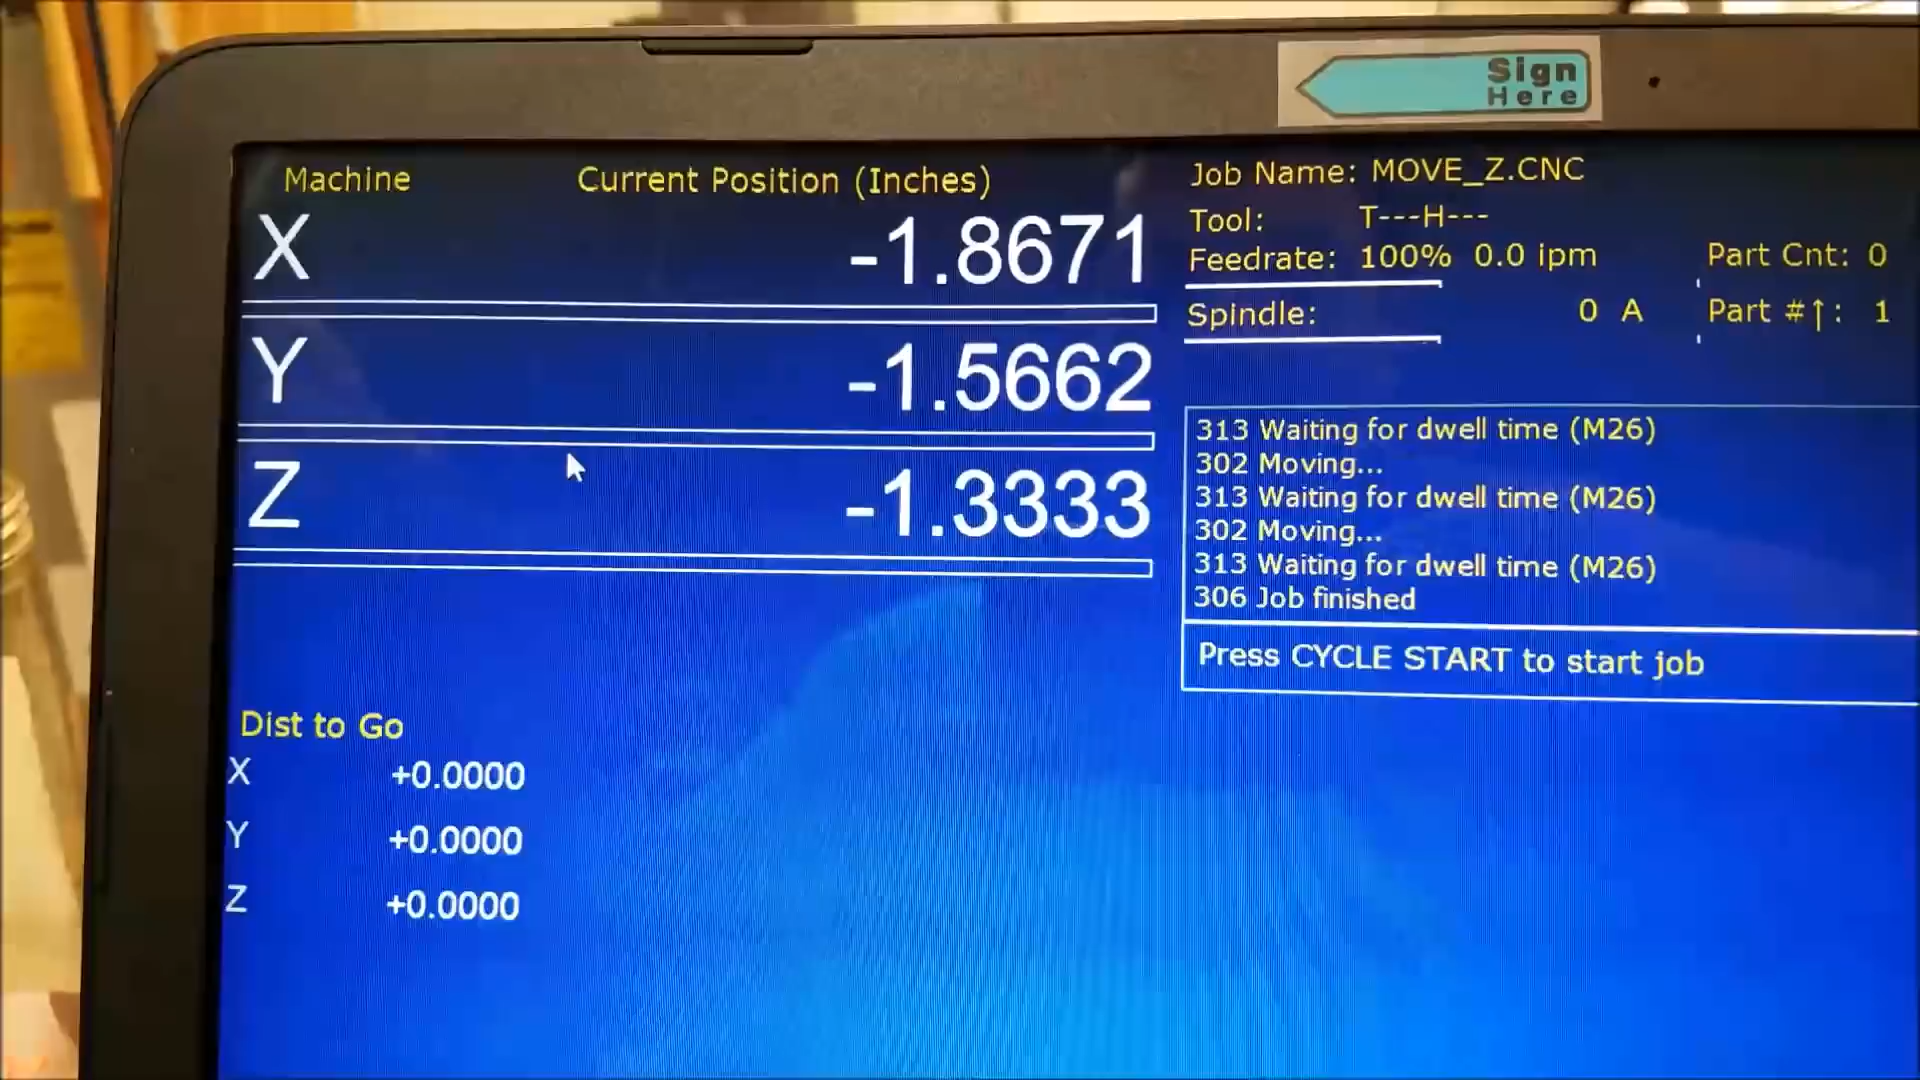 Sign
Here
Machine
Current Position (Inches)
X -1.8671
Y -1.5662
Z -1.3333
Dist to Go
X +0.0000
Y +0.0000
Z +0.0000
Job Name: MOVE_Z.CNC
Tool: T---H---
Feedrate: 100% 0.0 ipm
Part Cnt: 0
Spindle: 0 A
Part #↑: 1
313 Waiting for dwell time (M26)
302 Moving...
313 Waiting for dwell time (M26)
302 Moving...
313 Waiting for dwell time (M26)
306 Job finished
Press CYCLE START to start job